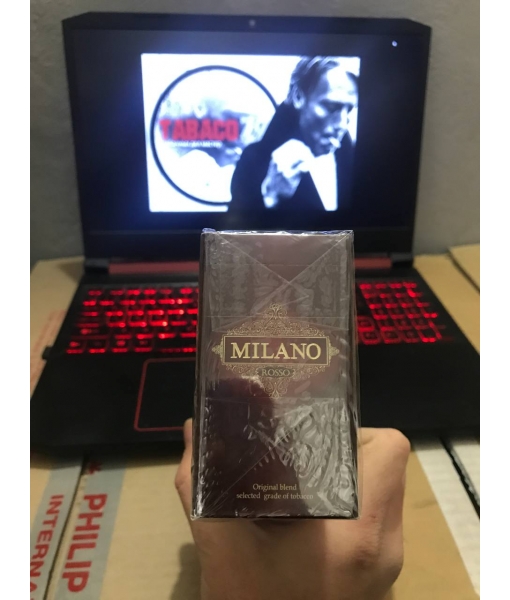 TABACO
MILANO
ROSSO
Original blend
selected grade of tobacco
PHILIP
INTERNA